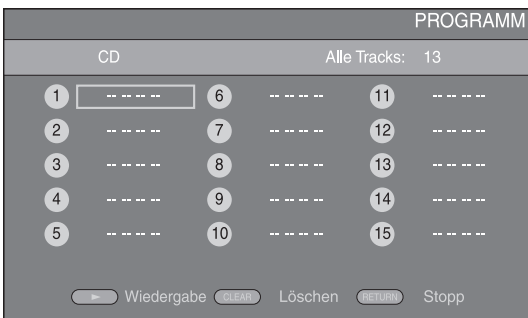 PROGRAMM
CD Alle Tracks: 13
1 -- -- -- -- 6 -- -- -- -- 11 -- -- -- --
2 -- -- -- -- 7 -- -- -- -- 12 -- -- -- --
3 -- -- -- -- 8 -- -- -- -- 13 -- -- -- --
4 -- -- -- -- 9 -- -- -- -- 14 -- -- -- --
5 -- -- -- -- 10 -- -- -- -- 15 -- -- -- --
Wiedergabe CLEAR Löschen RETURN Stopp